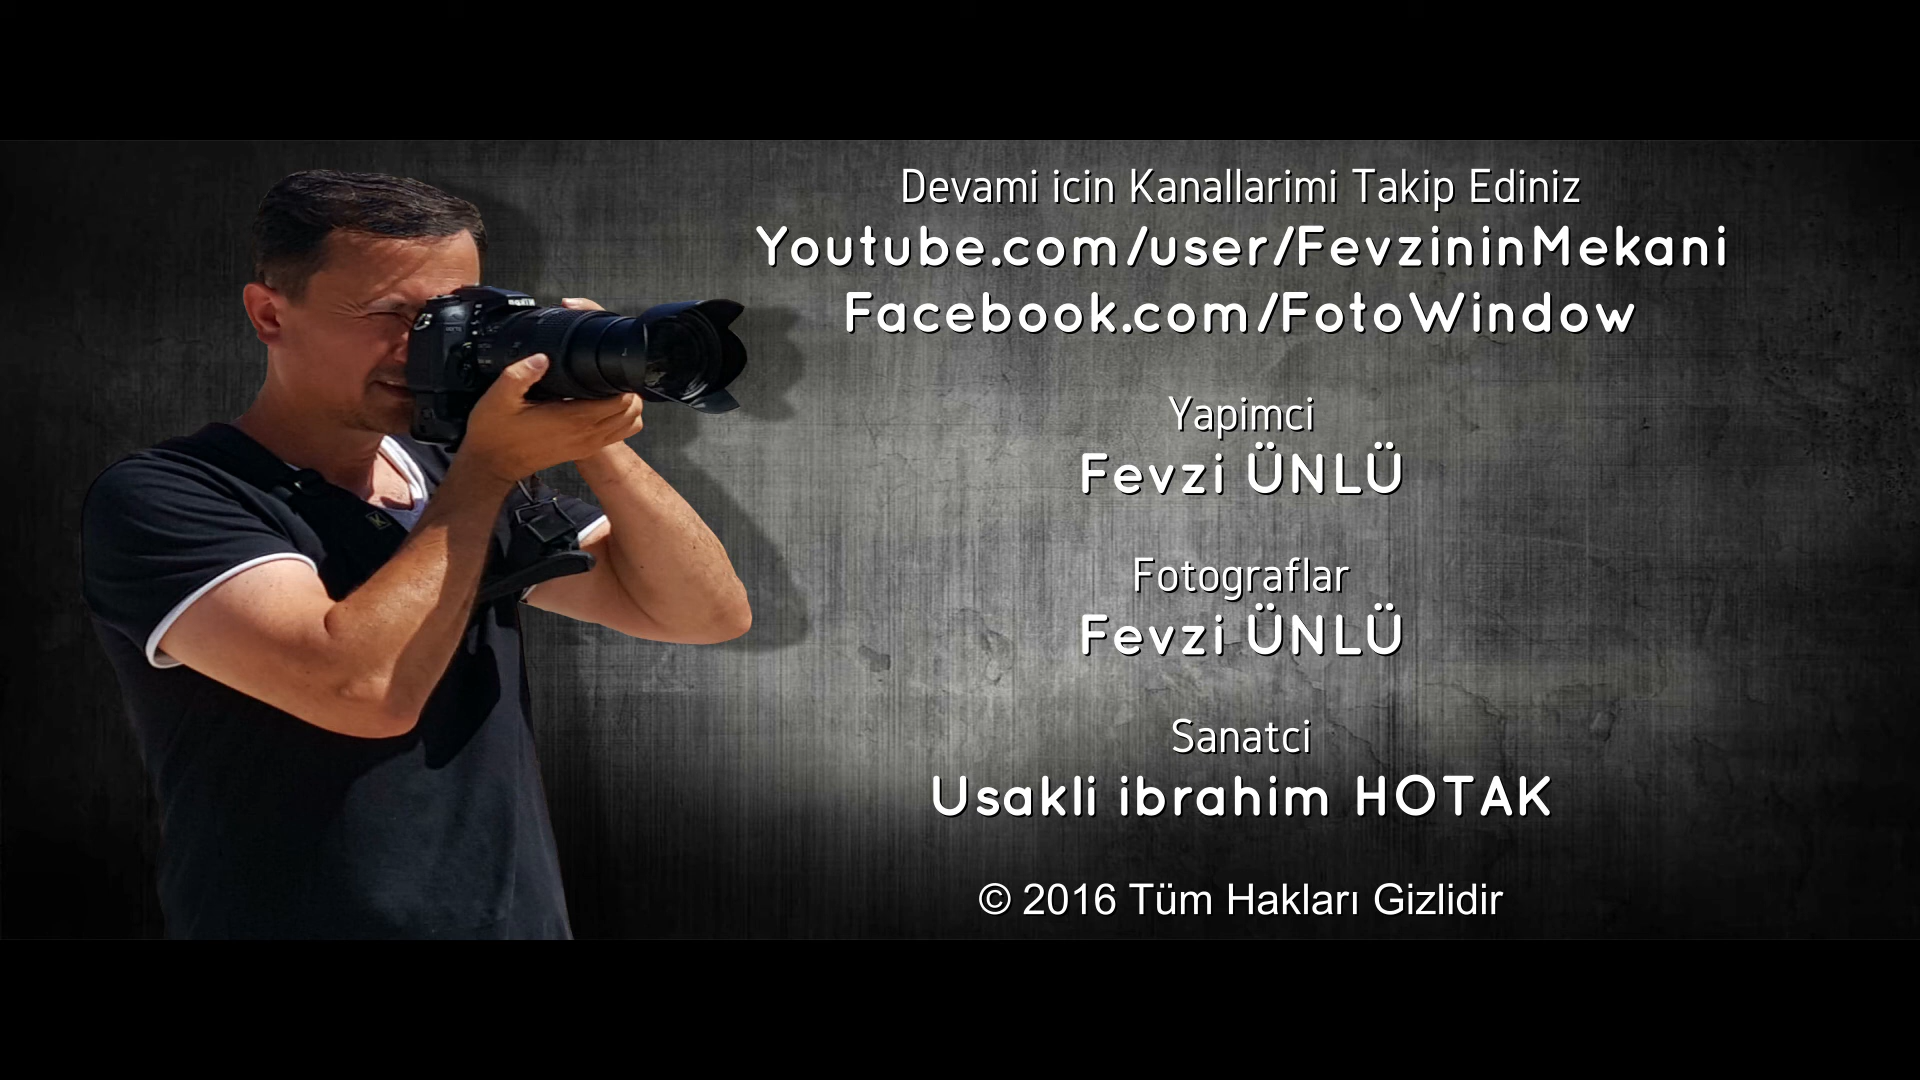 Devami icin Kanallarimi Takip Ediniz
Youtube.com/user/FevzininMekani
Facebook.com/FotoWindow
Yapimci
Fevzi ÜNLÜ
Fotograflar
Fevzi ÜNLÜ
Sanatci
Usakli ibrahim HOTAK
© 2016 Tüm Hakları Gizlidir